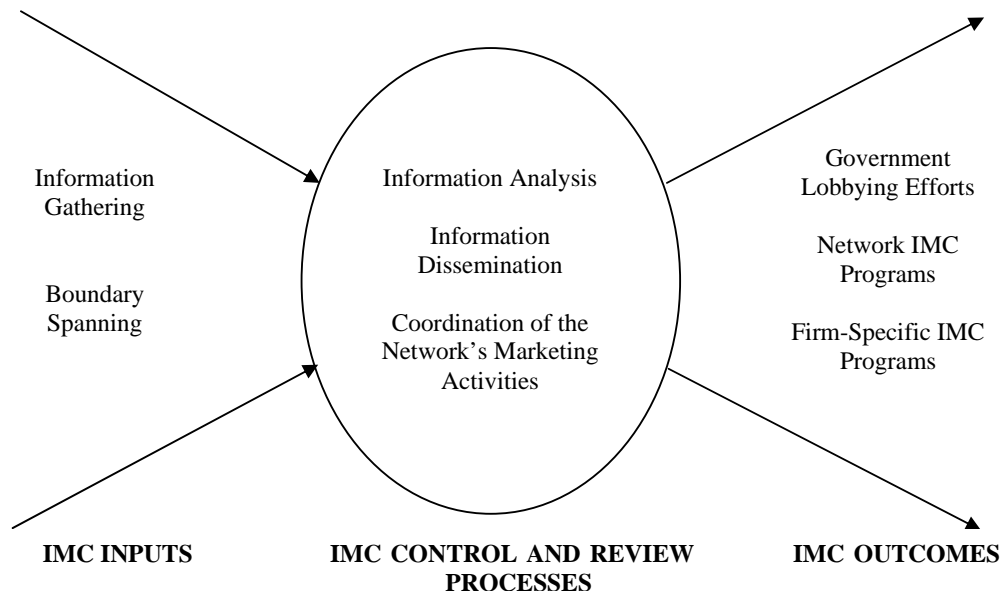 Information
Gathering
Boundary
Spanning
Information Analysis
Information
Dissemination
Coordination of the
Network’s Marketing
Activities
Government
Lobbying Efforts
Network IMC
Programs
Firm-Specific IMC
Programs
IMC INPUTS
IMC CONTROL AND REVIEW
PROCESSES
IMC OUTCOMES